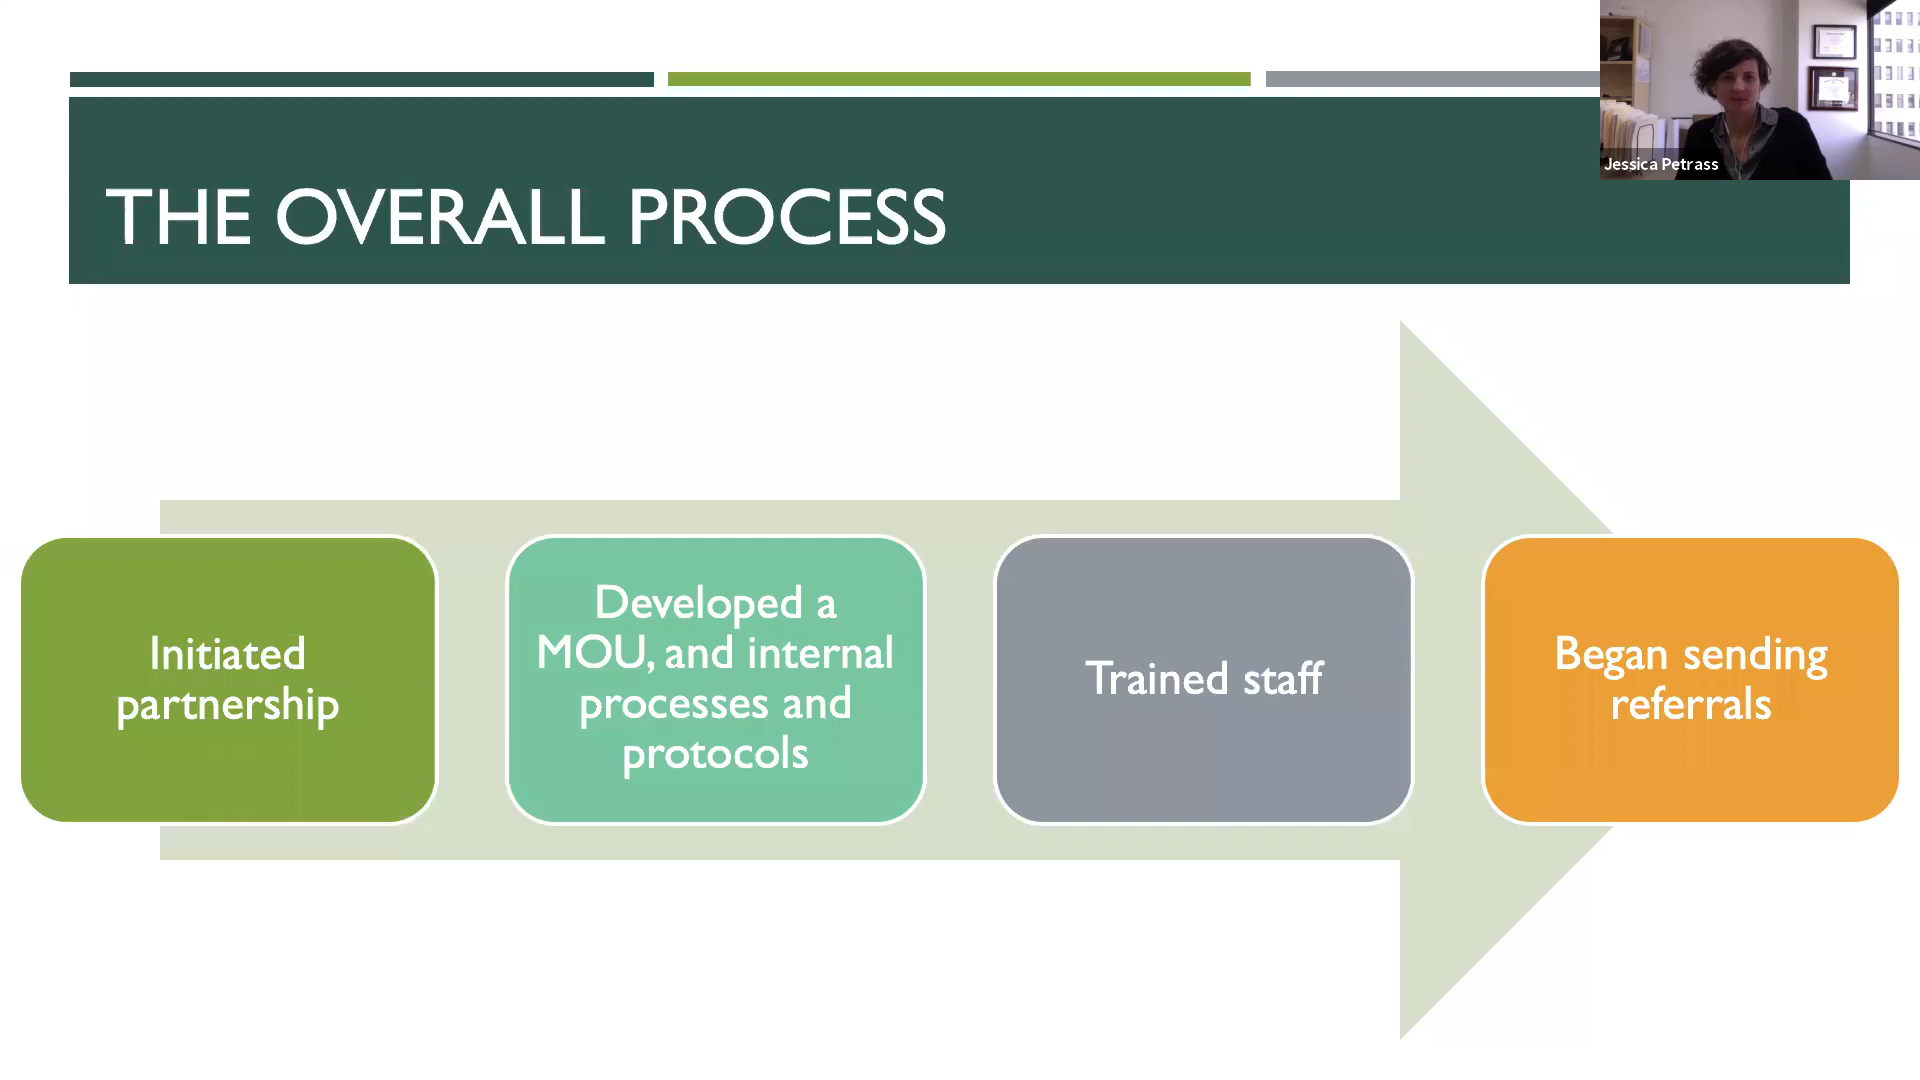 Jessica Petrass
THE OVERALL PROCESS
Initiated
partnership
Developed a
MOU, and internal
processes and
protocols
Trained staff
Began sending
referrals